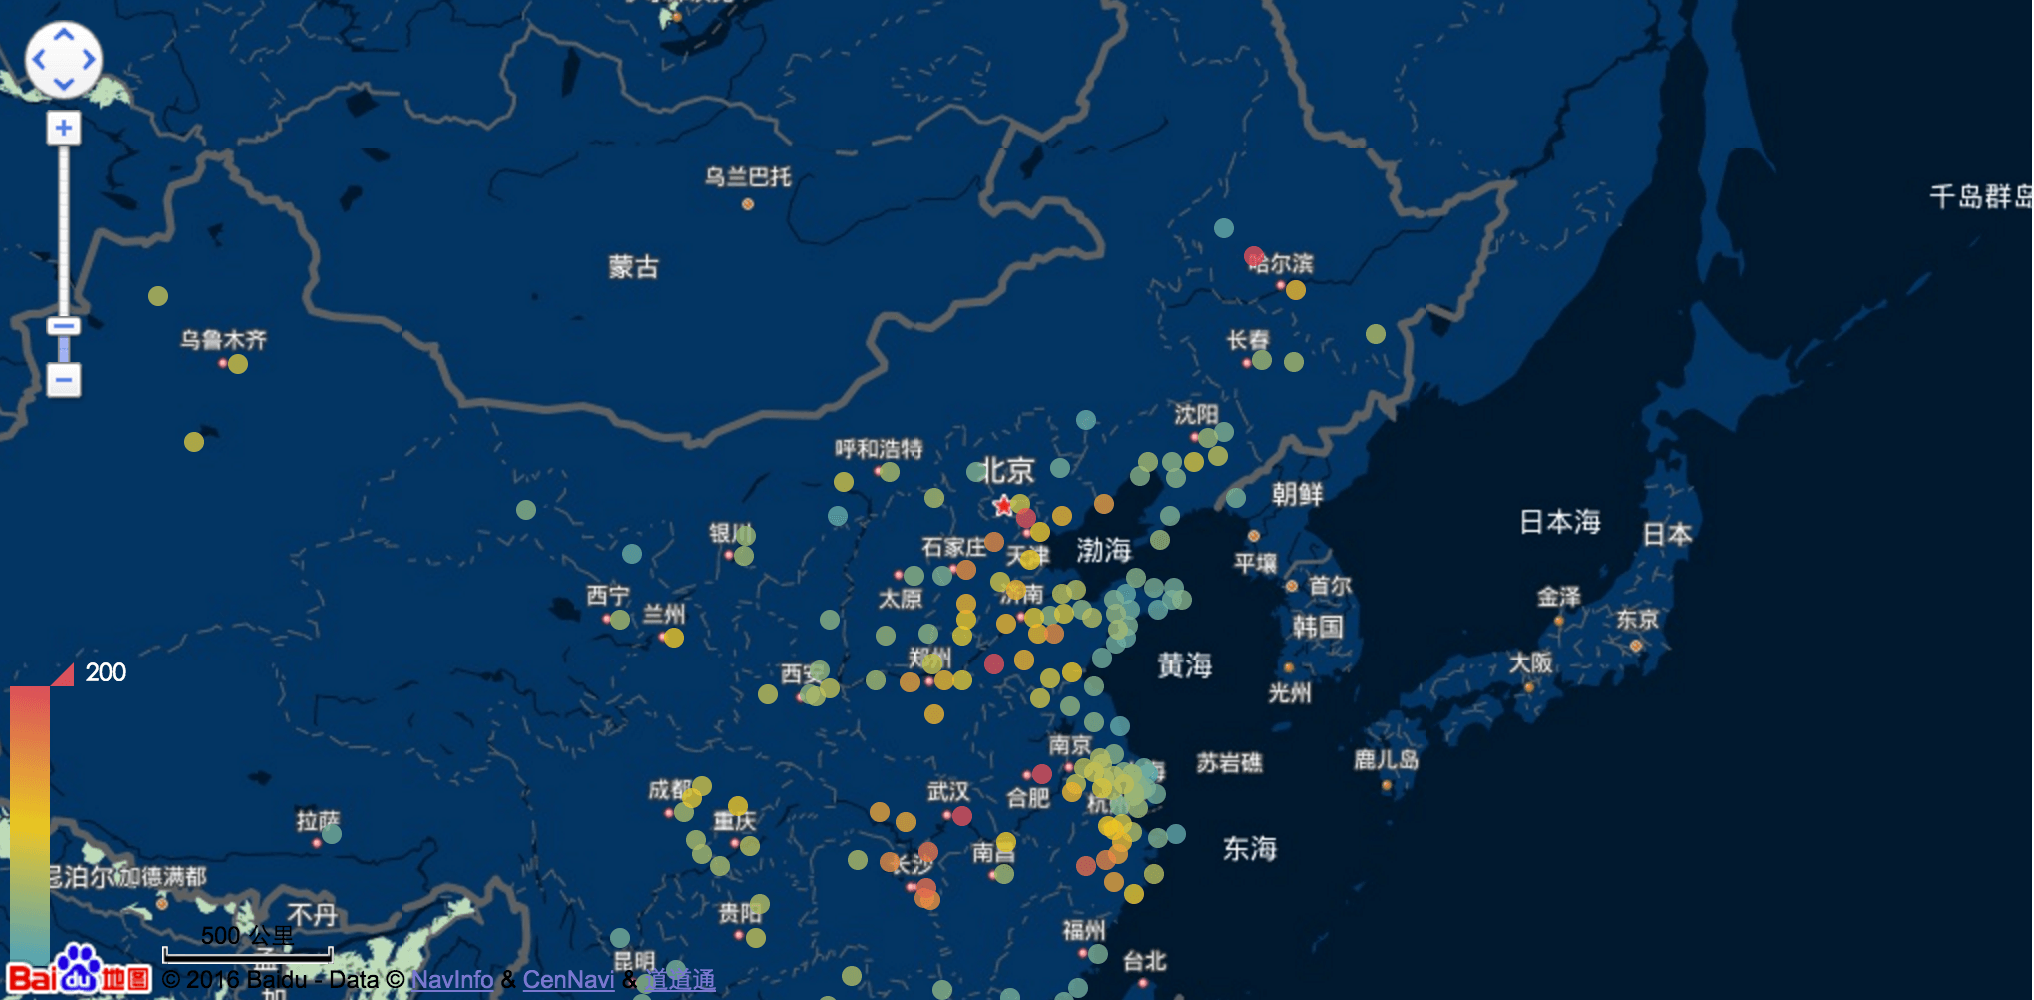 乌兰巴托
千岛群岛
蒙古
哈尔滨
乌鲁木齐
长春
沈阳
呼和浩特
北京
朝鲜
日本海
日本
银川
石家庄
天津
渤海
平壤
首尔
西宁
兰州
太原
济南
金泽
东京
韩国
郑州
西安
黄海
大阪
光州
200
南京
苏岩礁
鹿儿岛
成都
武汉
合肥
海
杭
拉萨
重庆
南昌
东海
长沙
尼泊尔
加德满都
不丹
贵阳
福州
500 公里
昆明
台北
孟
加
Bai du 地图
© 2016 Baidu - Data © NavInfo & CenNavi & 道道通